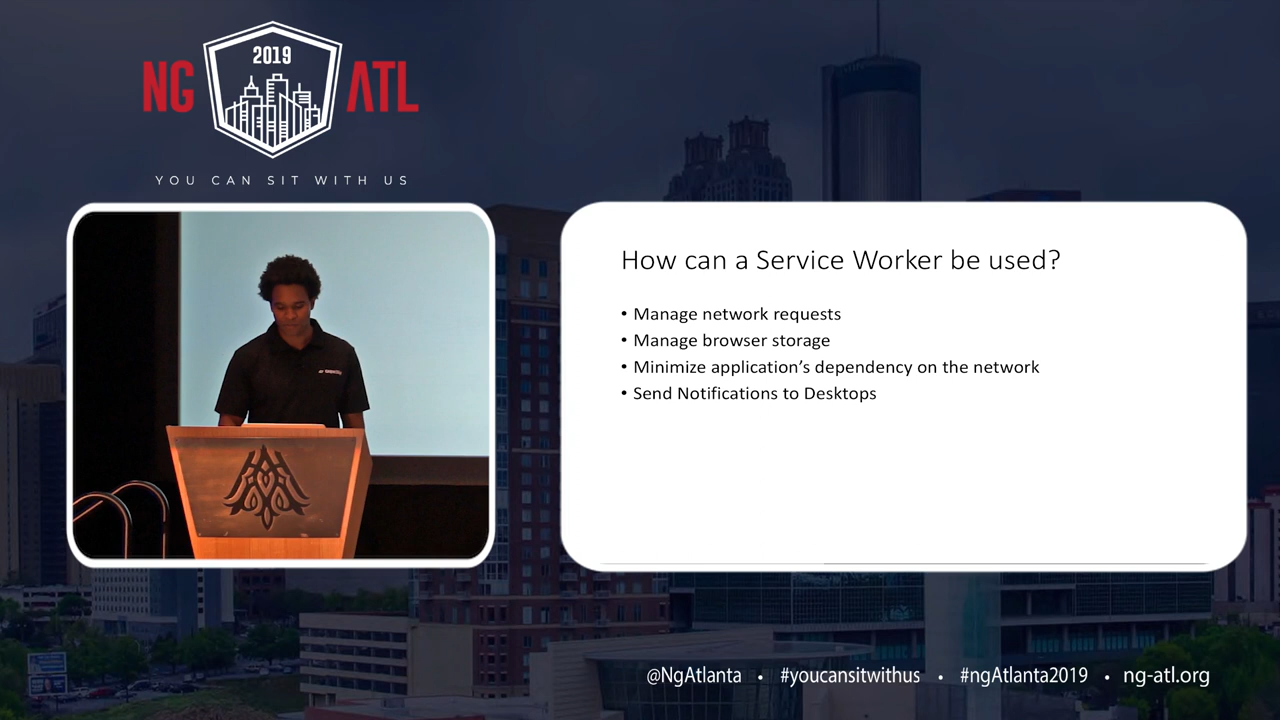 2019
NG ATL
YOU CAN SIT WITH US
How can a Service Worker be used?
• Manage network requests
• Manage browser storage
• Minimize application’s dependency on the network
• Send Notifications to Desktops
@NgAtlanta • #youcansitwithus • #ngAtlanta2019 • ng-atl.org